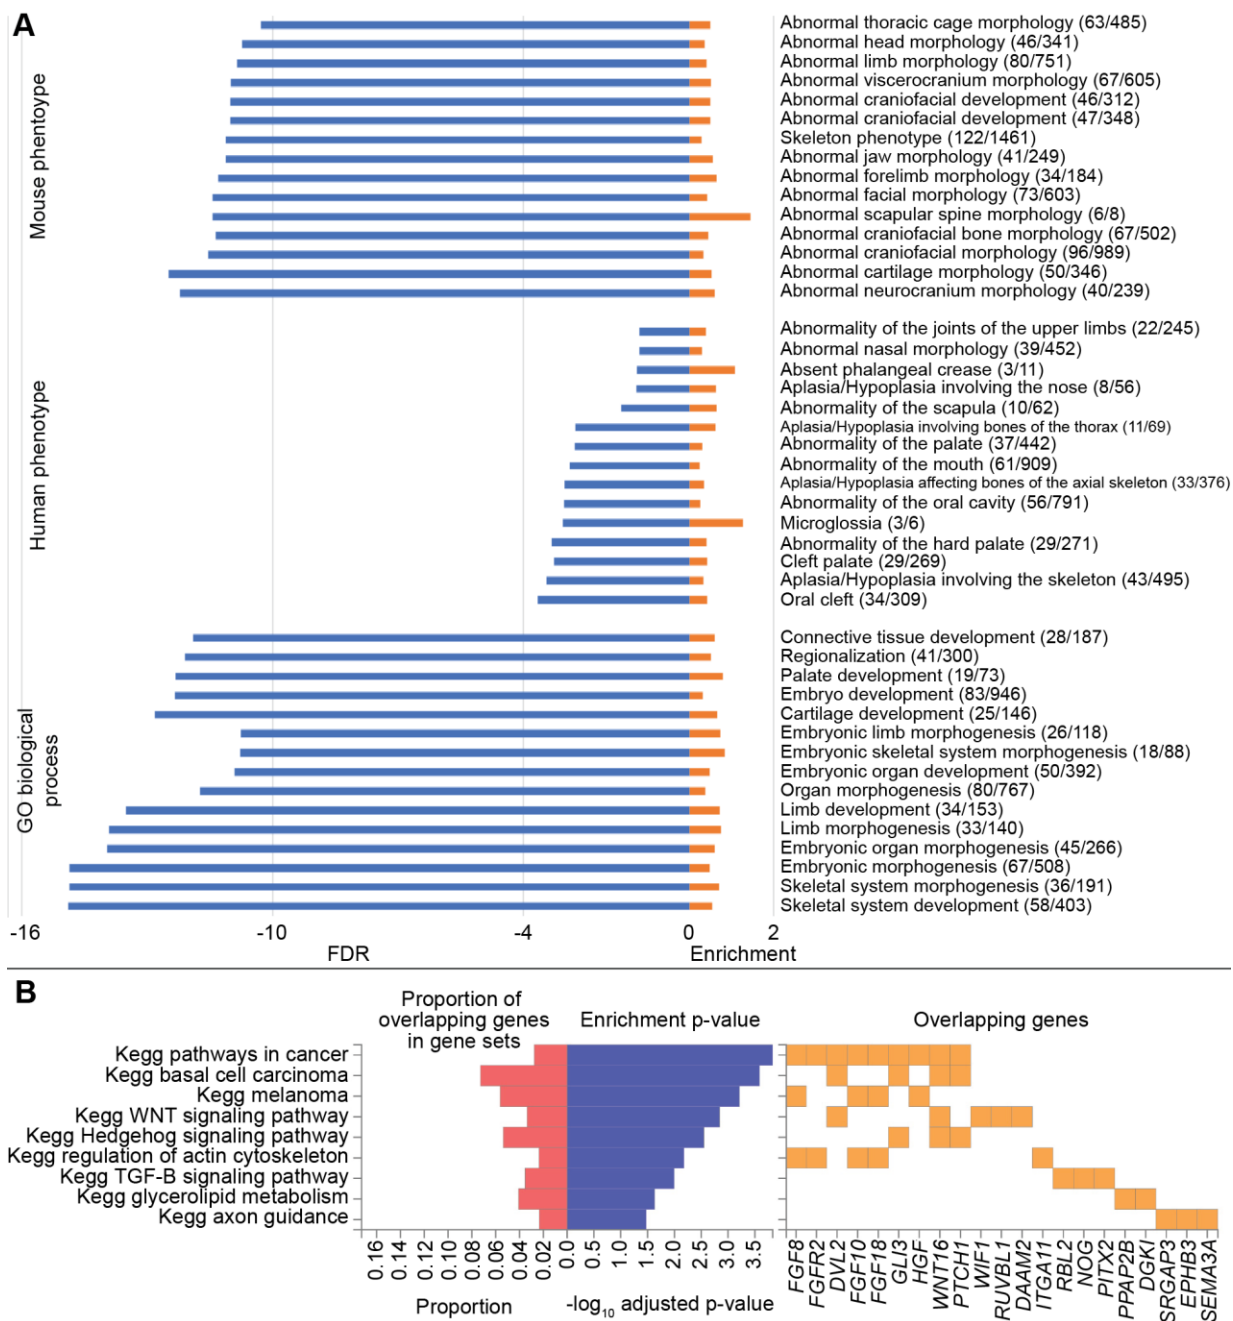 A
Mouse phentoype
Abnormal thoracic cage morphology (63/485)
Abnormal head morphology (46/341)
Abnormal limb morphology (80/751)
Abnormal viscerocranium morphology (67/605)
Abnormal craniofacial development (46/312)
Abnormal craniofacial development (47/348)
Skeleton phenotype (122/1461)
Abnormal jaw morphology (41/249)
Abnormal forelimb morphology (34/184)
Abnormal facial morphology (73/603)
Abnormal scapular spine morphology (6/8)
Abnormal craniofacial bone morphology (67/502)
Abnormal craniofacial morphology (96/989)
Abnormal cartilage morphology (50/346)
Abnormal neurocranium morphology (40/239)
Human phenotype
Abnormality of the joints of the upper limbs (22/245)
Abnormal nasal morphology (39/452)
Absent phalangeal crease (3/11)
Aplasia/Hypoplasia involving the nose (8/56)
Abnormality of the scapula (10/62)
Aplasia/Hypoplasia involving bones of the thorax (11/69)
Abnormality of the palate (37/442)
Abnormality of the mouth (61/909)
Aplasia/Hypoplasia affecting bones of the axial skeleton (33/376)
Abnormality of the oral cavity (56/791)
Microglossia (3/6)
Abnormality of the hard palate (29/271)
Cleft palate (29/269)
Aplasia/Hypoplasia involving the skeleton (43/495)
Oral cleft (34/309)
GO biological
process
Connective tissue development (28/187)
Regionalization (41/300)
Palate development (19/73)
Embryo development (83/946)
Cartilage development (25/146)
Embryonic limb morphogenesis (26/118)
Embryonic skeletal system morphogenesis (18/88)
Embryonic organ development (50/392)
Organ morphogenesis (80/767)
Limb development (34/153)
Limb morphogenesis (33/140)
Embryonic organ morphogenesis (45/266)
Embryonic morphogenesis (67/508)
Skeletal system morphogenesis (36/191)
Skeletal system development (58/403)
-16 -10 -4 0 2
FDR Enrichment
B
Proportion of
overlapping genes
in gene sets
Enrichment p-value
Overlapping genes
Kegg pathways in cancer
Kegg basal cell carcinoma
Kegg melanoma
Kegg WNT signaling pathway
Kegg Hedgehog signaling pathway
Kegg regulation of actin cytoskeleton
Kegg TGF-B signaling pathway
Kegg glycerolipid metabolism
Kegg axon guidance
0.16 0.14 0.12 0.10 0.08 0.06 0.04 0.02 0.0 0.5 1.0 1.5 2.0 2.5 3.0 3.5
FGF8 FGFR2 DVL2 FGF10 FGF18 GLI3 HGF WNT16 PTCH1 WIF1 RUVBL1 DAAM2 ITGA11 RBL2 NOG PITX2 PPAP2B DGKI SRGAP3 EPHB3 SEMA3A
Proportion
-log10 adjusted p-value